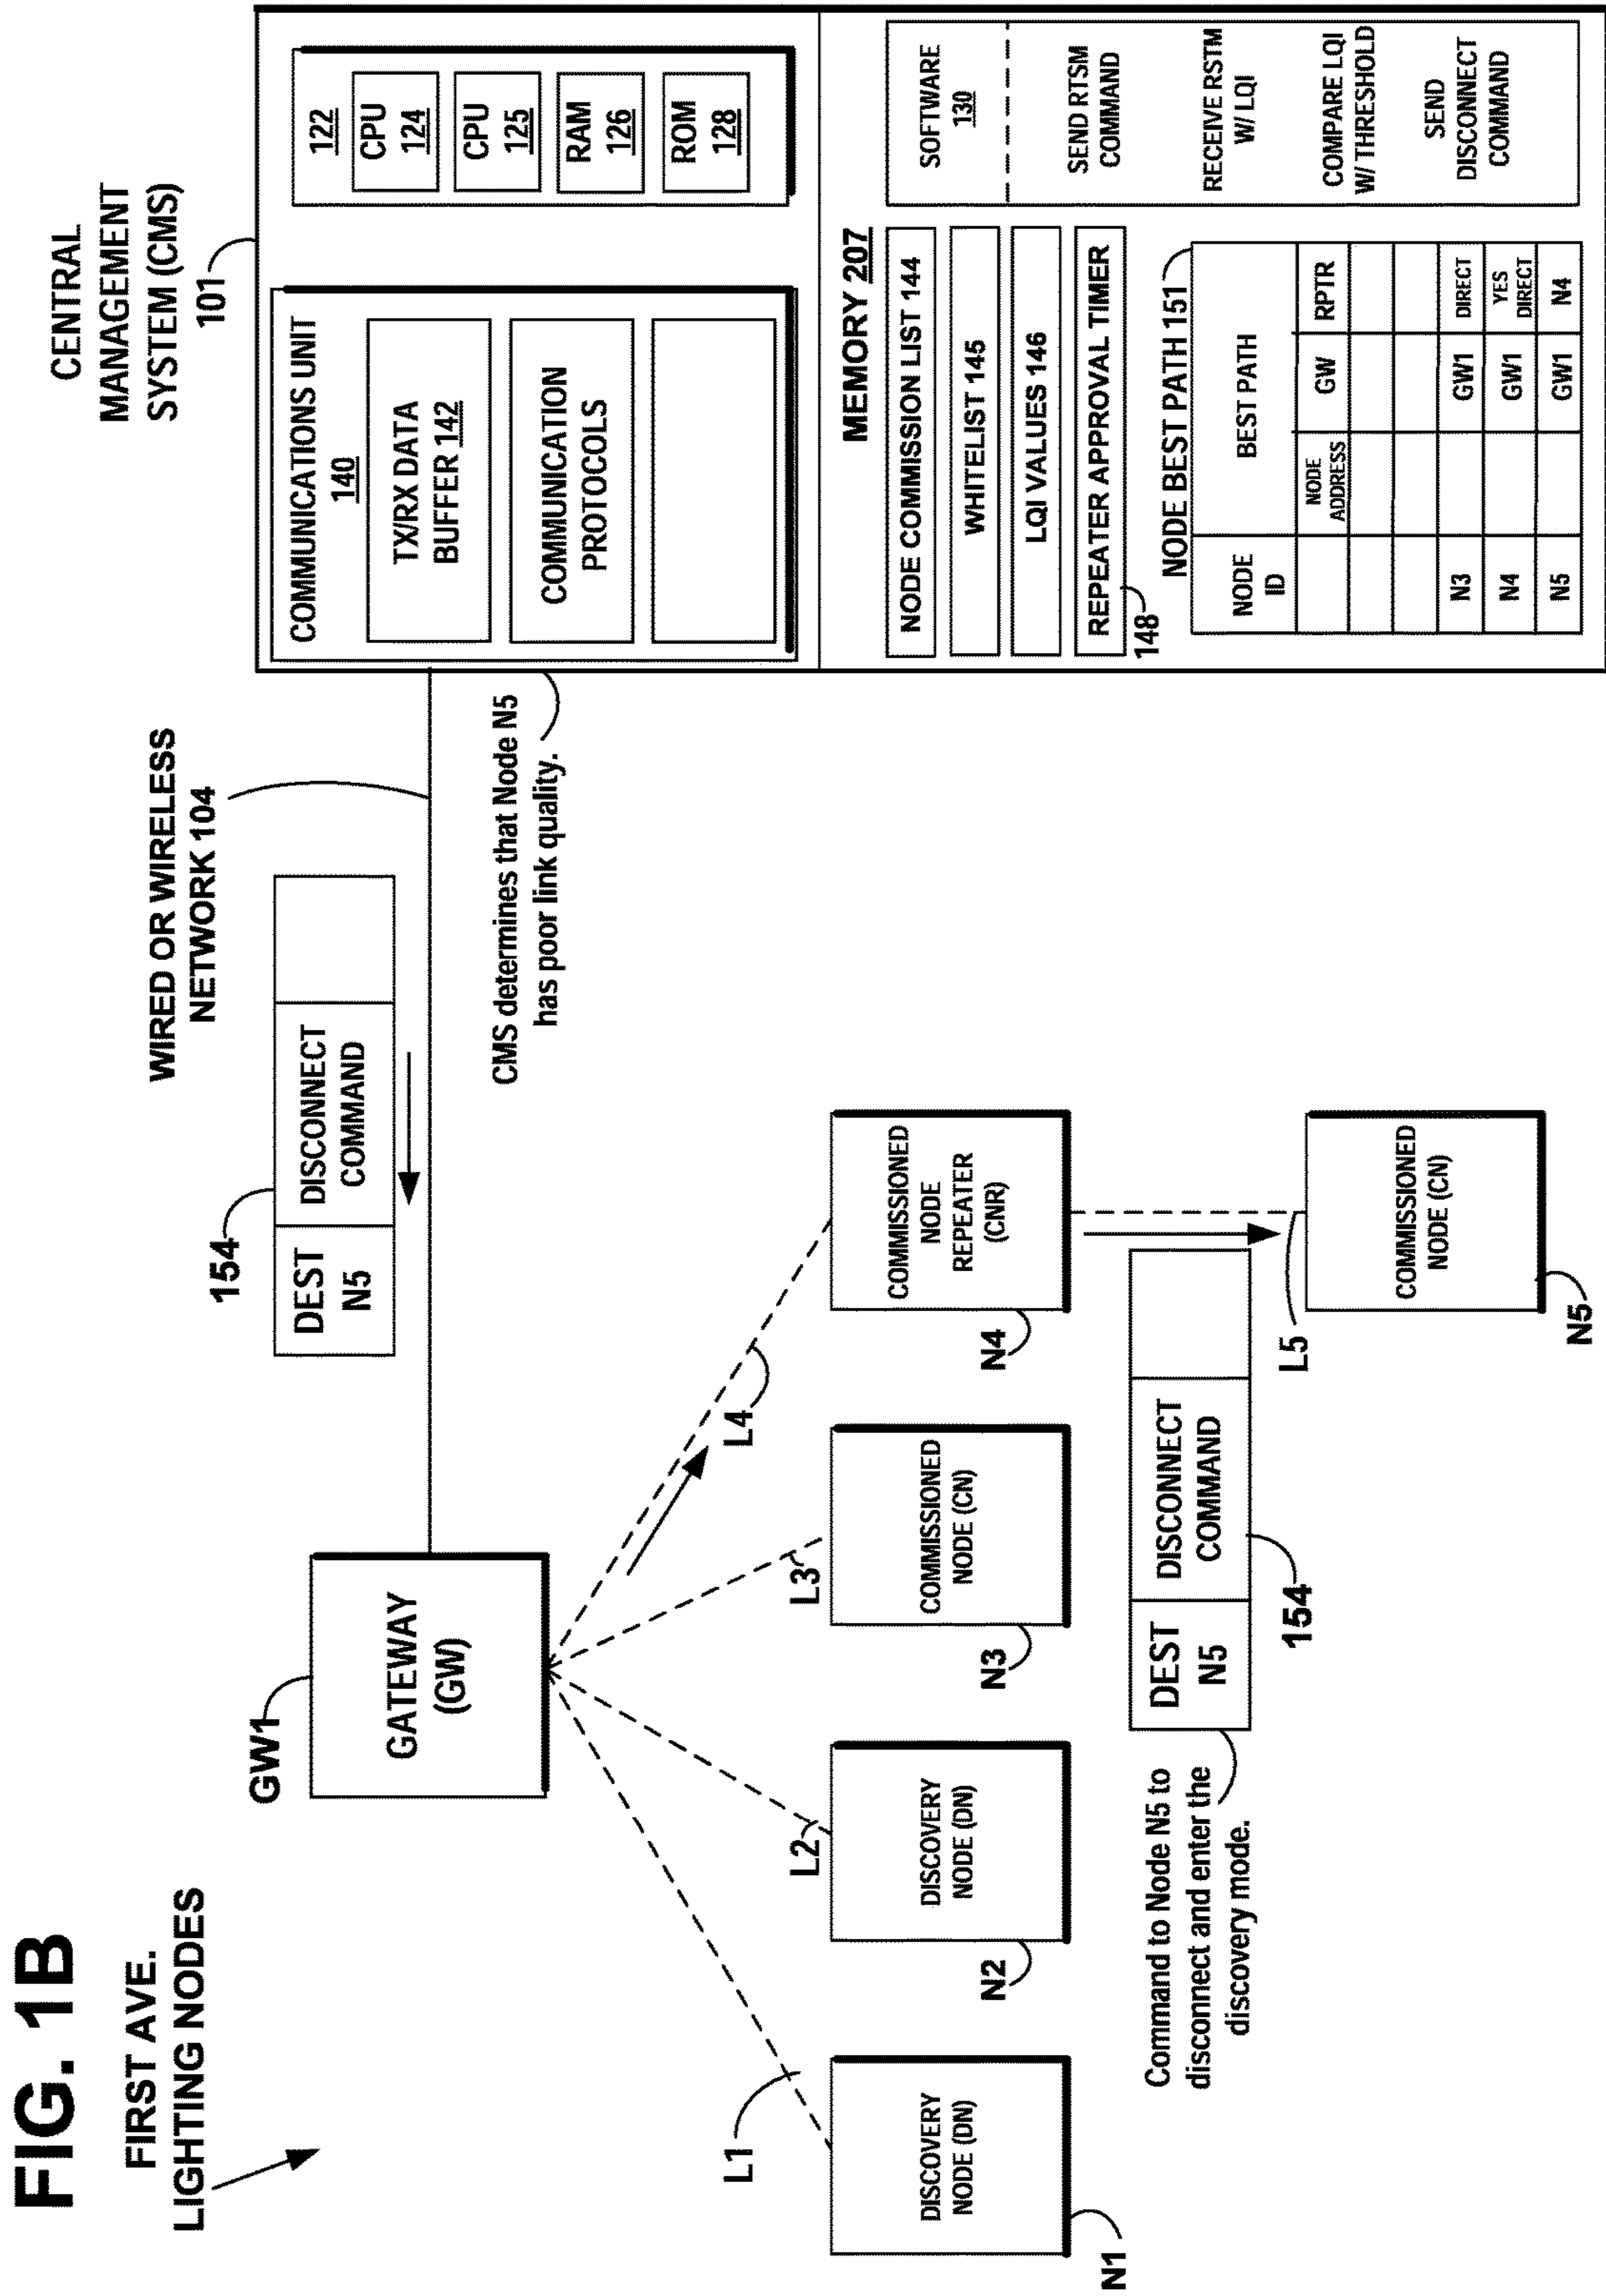 FIG. 1B
FIRST AVE.
LIGHTING NODES
GW1
GATEWAY
(GW)
WIRED OR WIRELESS
NETWORK 104
154
DEST
N5
DISCONNECT
COMMAND
CMS determines that Node N5
has poor link quality.
CENTRAL
MANAGEMENT
SYSTEM (CMS)
101
COMMUNICATIONS UNIT
140
TX/RX DATA
BUFFER 142
COMMUNICATION
PROTOCOLS
122
CPU
124
CPU
125
RAM
126
ROM
128
MEMORY 207
NODE COMMISSION LIST 144
WHITELIST 145
LQI VALUES 146
REPEATER APPROVAL TIMER
148
NODE BEST PATH 151
NODE
ID
BEST PATH
NODE
ADDRESS
GW
RPTR
N3
GW1
DIRECT
N4
GW1
YES
DIRECT
N5
GW1
N4
SOFTWARE
130
SEND RTSM
COMMAND
RECEIVE RSTM
W/ LQI
COMPARE LQI
W/ THRESHOLD
SEND
DISCONNECT
COMMAND
L1
L2
L3
L4
DISCOVERY
NODE (DN)
N1
DISCOVERY
NODE (DN)
N2
COMMISSIONED
NODE (CN)
N3
COMMISSIONED
NODE
REPEATER
(CNR)
N4
Command to Node N5 to
disconnect and enter the
discovery mode.
DEST
N5
DISCONNECT
COMMAND
154
L5
COMMISSIONED
NODE (CN)
N5